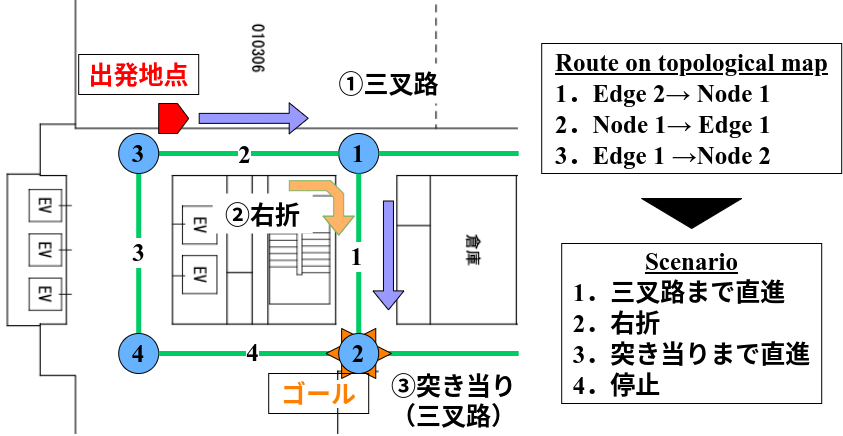 010306
出発地点
①三叉路
3
2
1
EV
EV
EV
EV
EV
②右折
倉庫
3
1
4
4
2
ゴール
③突き当り
（三叉路）
Route on topological map
1．Edge 2→ Node 1
2．Node 1→ Edge 1
3．Edge 1 →Node 2
Scenario
1．三叉路まで直進
2．右折
3．突き当りまで直進
4．停止